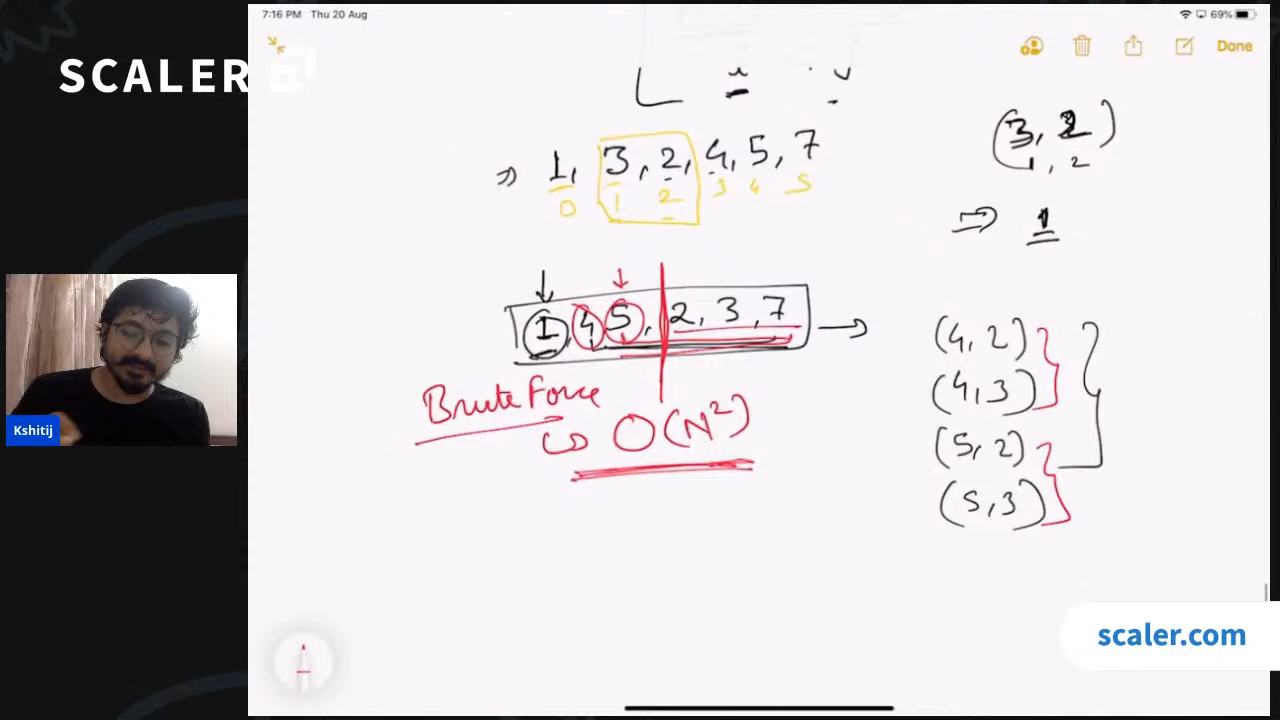 7:16 PM Thu 20 Aug
69%
SCALER
Done
⇒ 1, 3, 2, 4, 5, 7
0 1 2 3 4 5
(3, 2)
1, 2
⇒ 1
1, 4 5, 2, 3, 7 →
(4, 2)
(4, 3)
(5, 2)
(5, 3)
Brute Force
↪ O(N²)
Kshitij
scaler.com